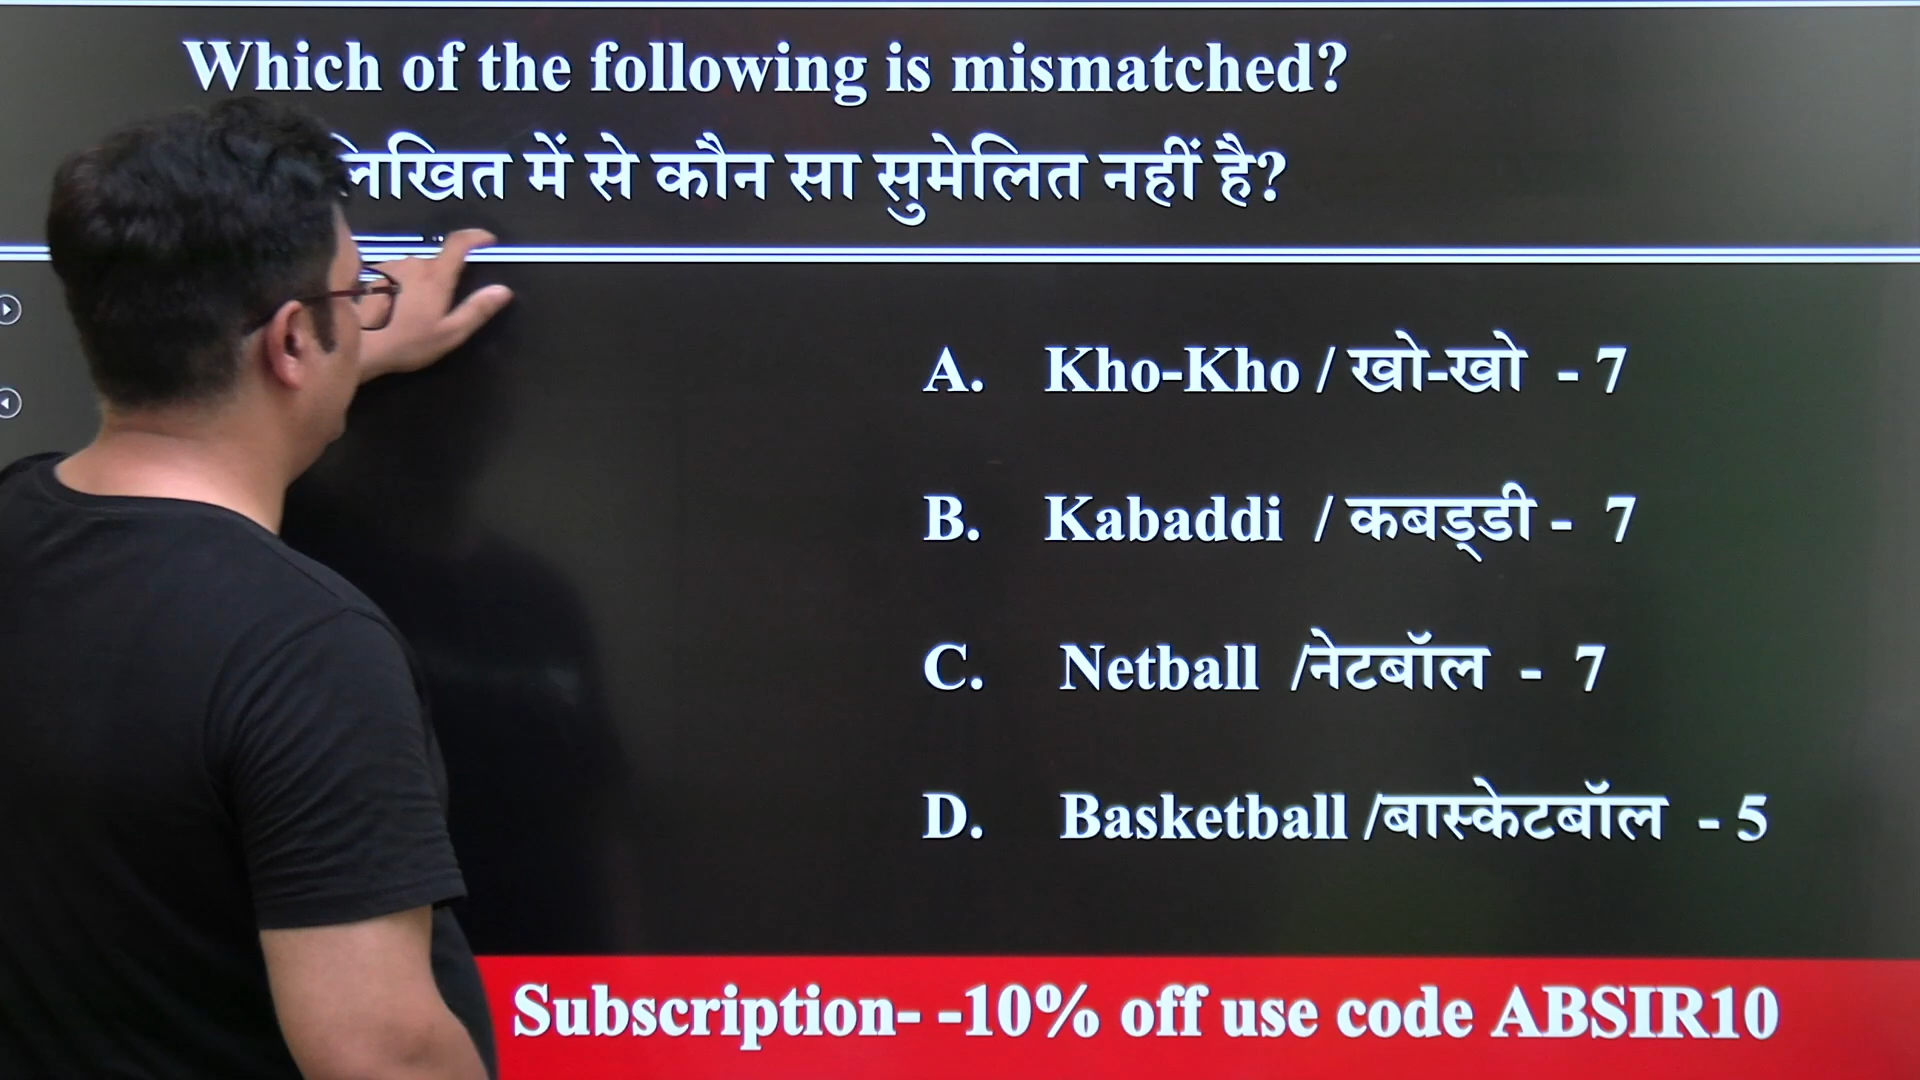 Which of the following is mismatched?
लिखित में से कौन सा सुमेलित नहीं है?
A. Kho-Kho / खो-खो - 7
B. Kabaddi / कबड्डी - 7
C. Netball /नेटबॉल - 7
D. Basketball /बास्केटबॉल - 5
Subscription- -10% off use code ABSIR10